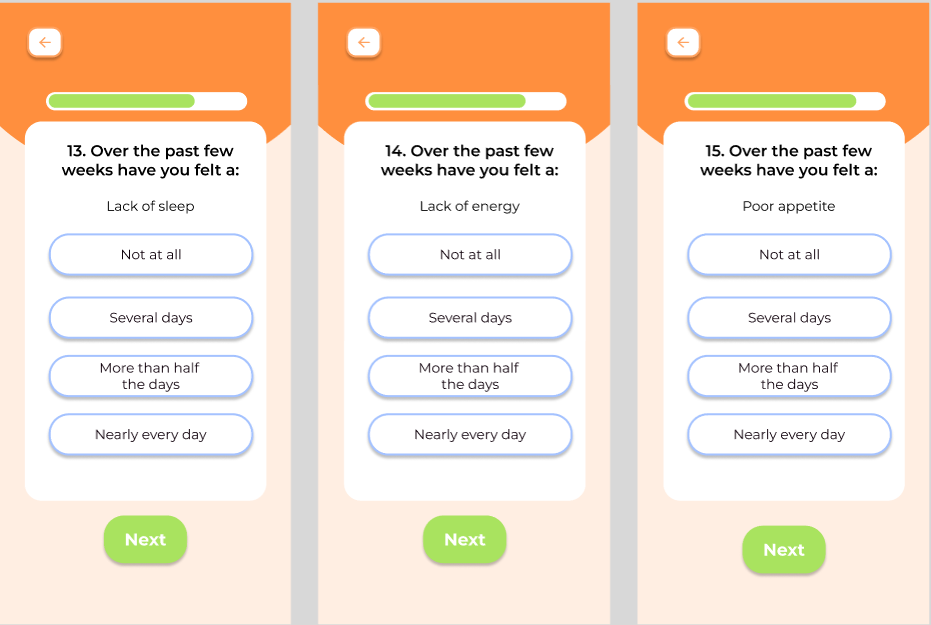 13. Over the past few
weeks have you felt a:
Lack of sleep
Not at all
Several days
More than half
the days
Nearly every day
Next
14. Over the past few
weeks have you felt a:
Lack of energy
Not at all
Several days
More than half
the days
Nearly every day
Next
15. Over the past few
weeks have you felt a:
Poor appetite
Not at all
Several days
More than half
the days
Nearly every day
Next